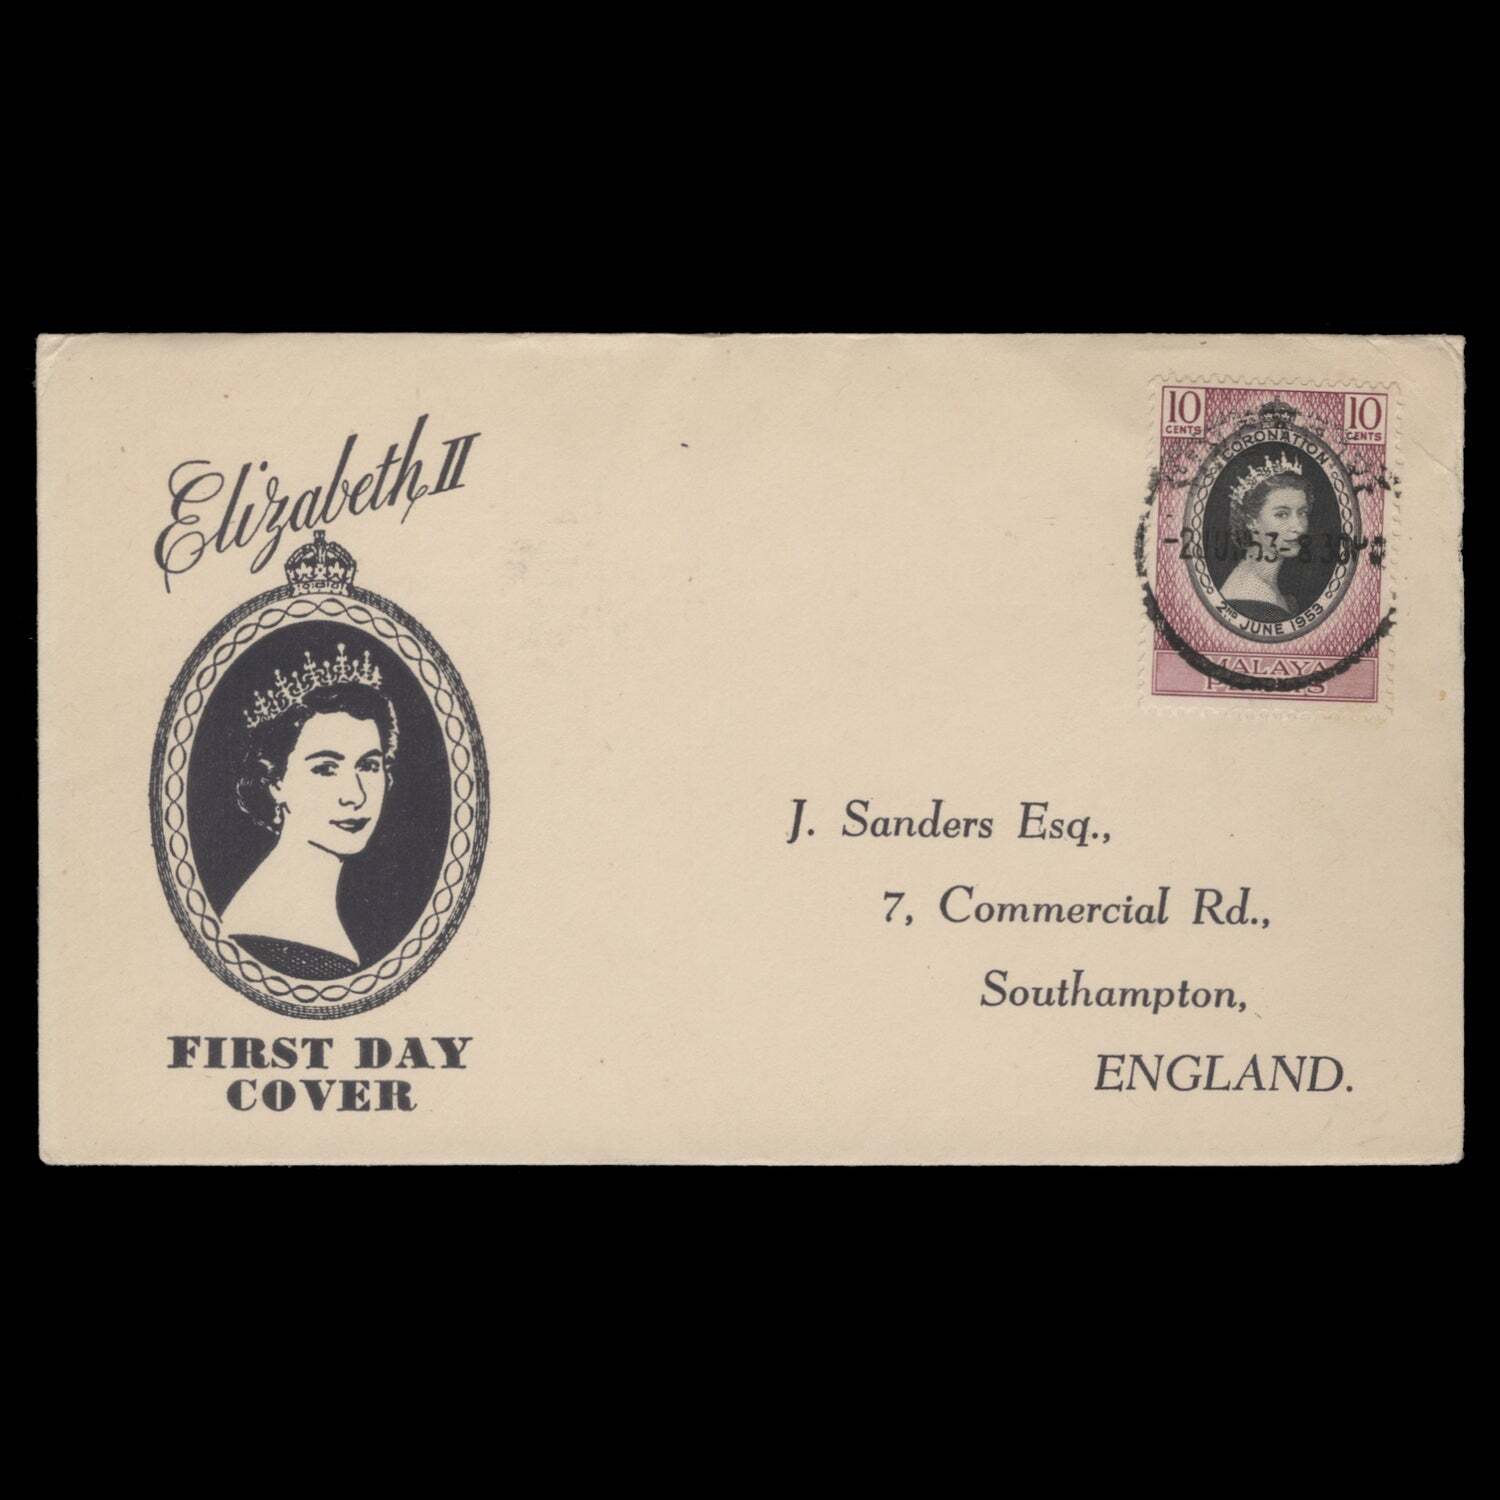 Elizabeth II
FIRST DAY
COVER
10
CENTS
10
CENTS
CORONATION
2ND JUNE 1953
MALAYA
J. Sanders Esq.,
7, Commercial Rd.,
Southampton,
ENGLAND.